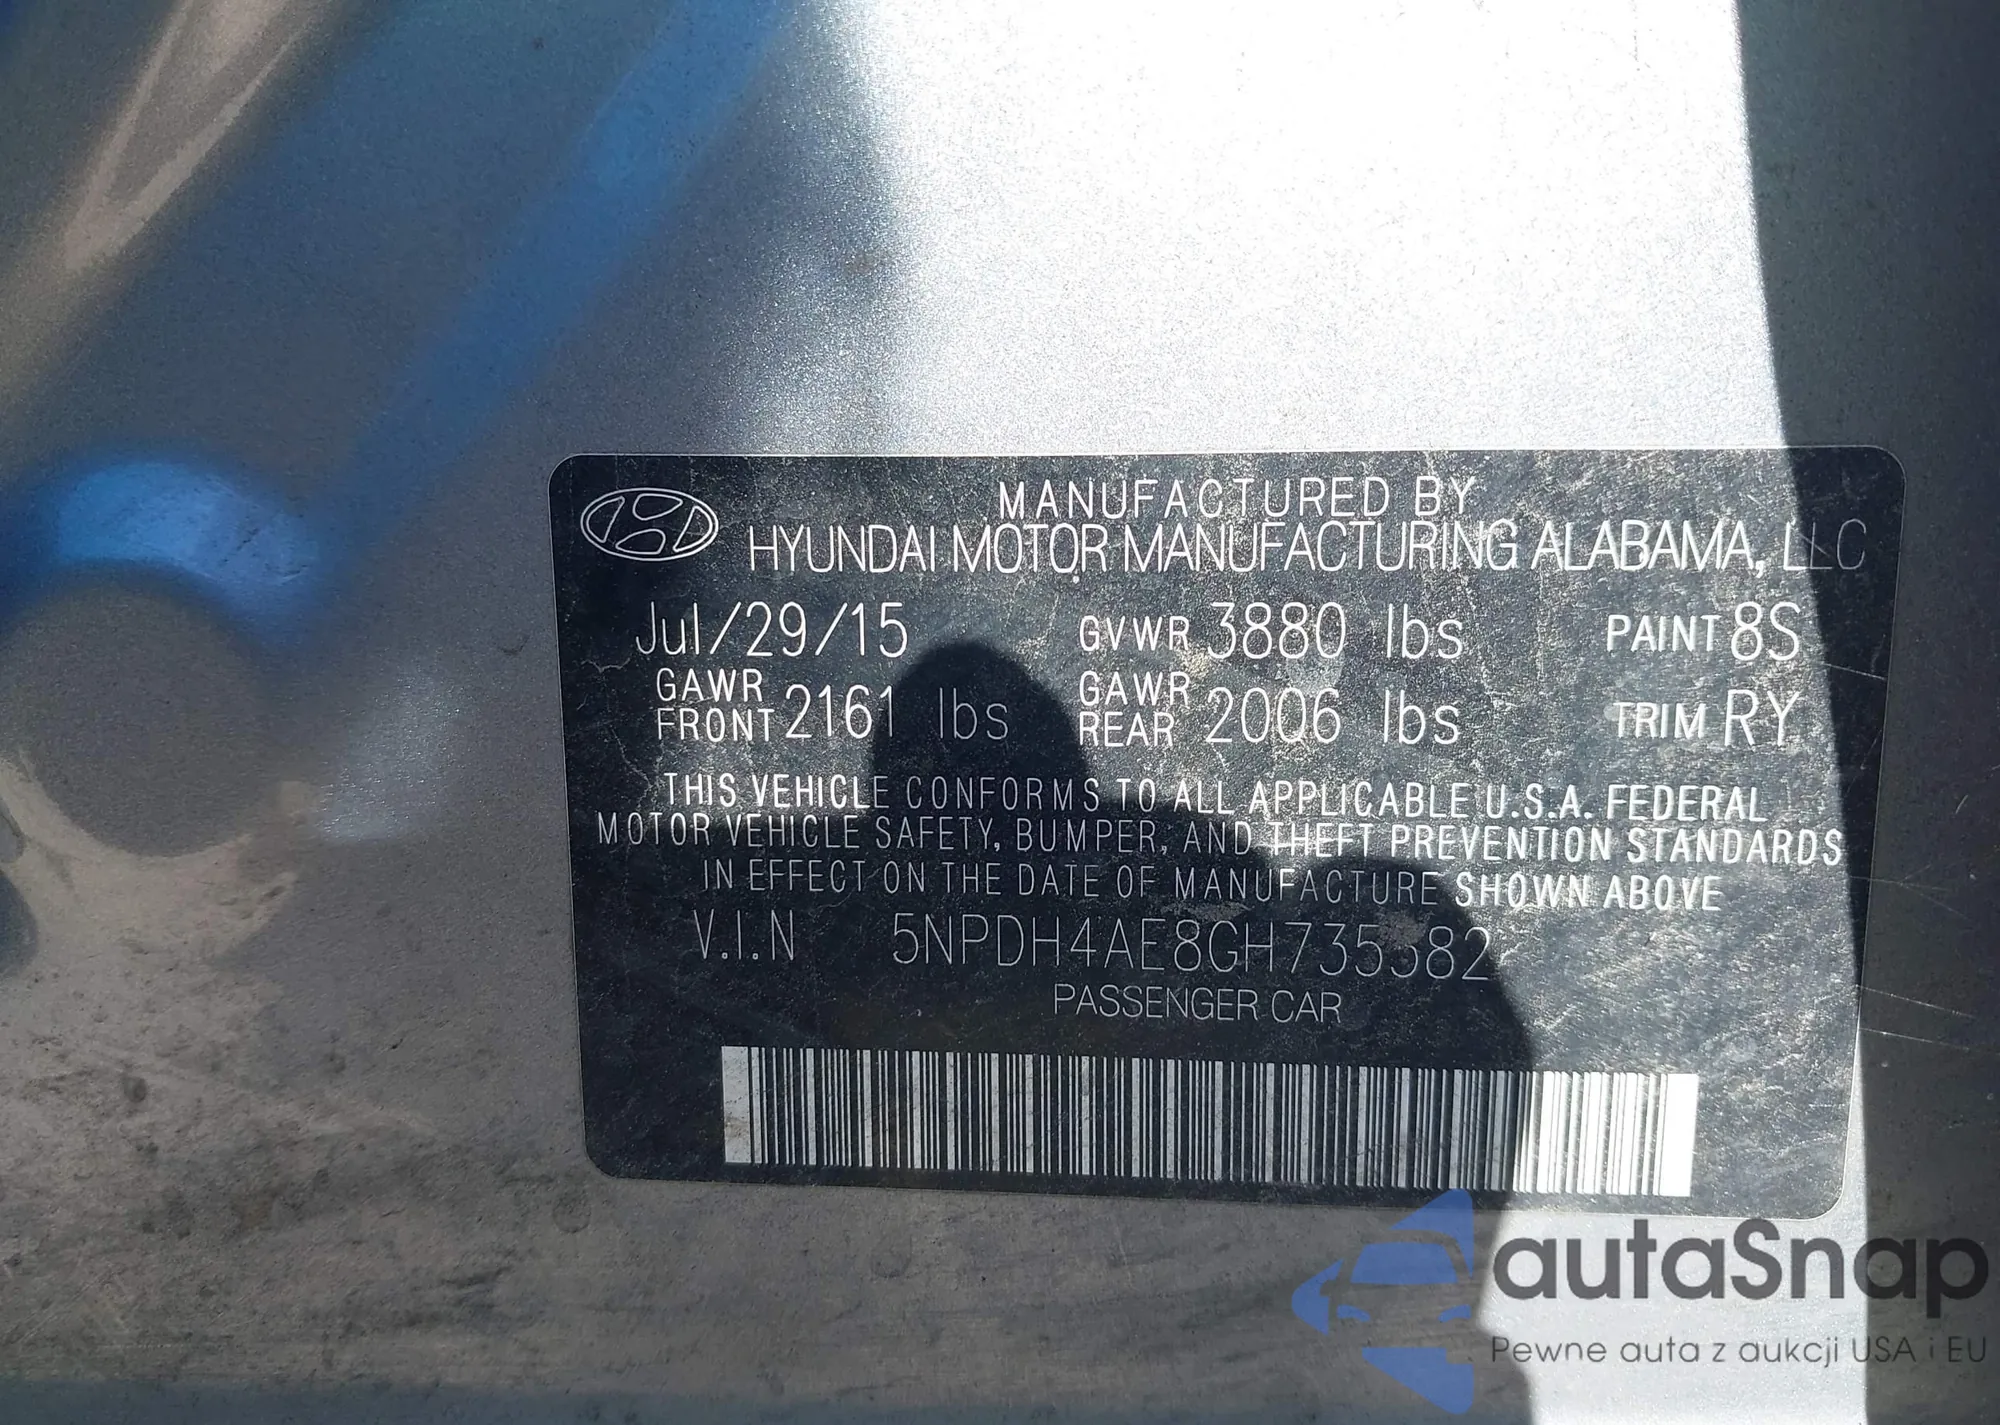 MANUFACTURED BY
HYUNDAI MOTOR MANUFACTURING ALABAMA, LLC
Jul/29/15 GVWR 3880 lbs PAINT 8S
GAWR FRONT 2161 lbs GAWR REAR 2006 lbs TRIM RY
THIS VEHICLE CONFORMS TO ALL APPLICABLE U.S.A. FEDERAL
MOTOR VEHICLE SAFETY, BUMPER, AND THEFT PREVENTION STANDARDS
IN EFFECT ON THE DATE OF MANUFACTURE SHOWN ABOVE
V.I.N 5NPDH4AE8GH735382
PASSENGER CAR
autaSnap
Pewne auta z aukcji USA i EU